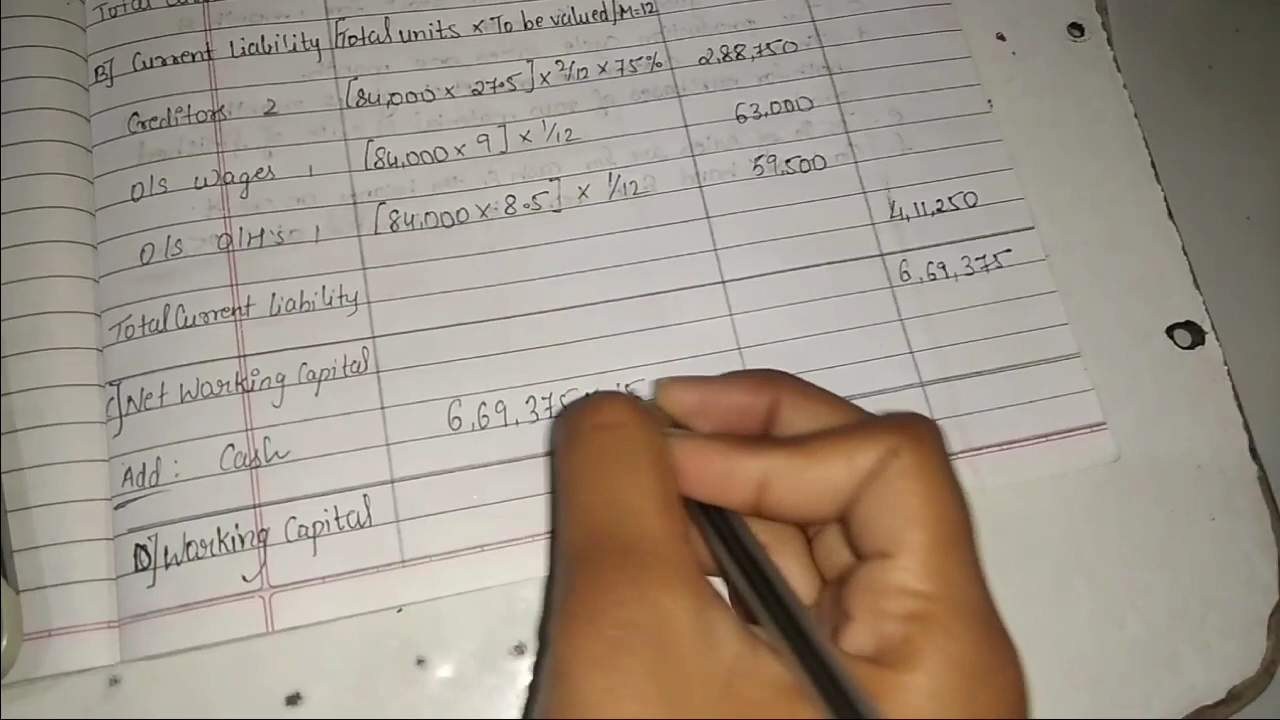 Total
B] Current Liability [Total units × To be valued/M=12
Creditors 2 [84,000 × 27.5] × 2/12 × 75% 2,88,750
O/s wages 1 [84,000 × 9] × 1/12 63,000
O/s O/H's 1 [84,000 × 8.5] × 1/12 59,500
Total Current Liability 4,11,250
C] Net Working Capital 6,69,375
Add: Cash 6,69,375
D] Working Capital